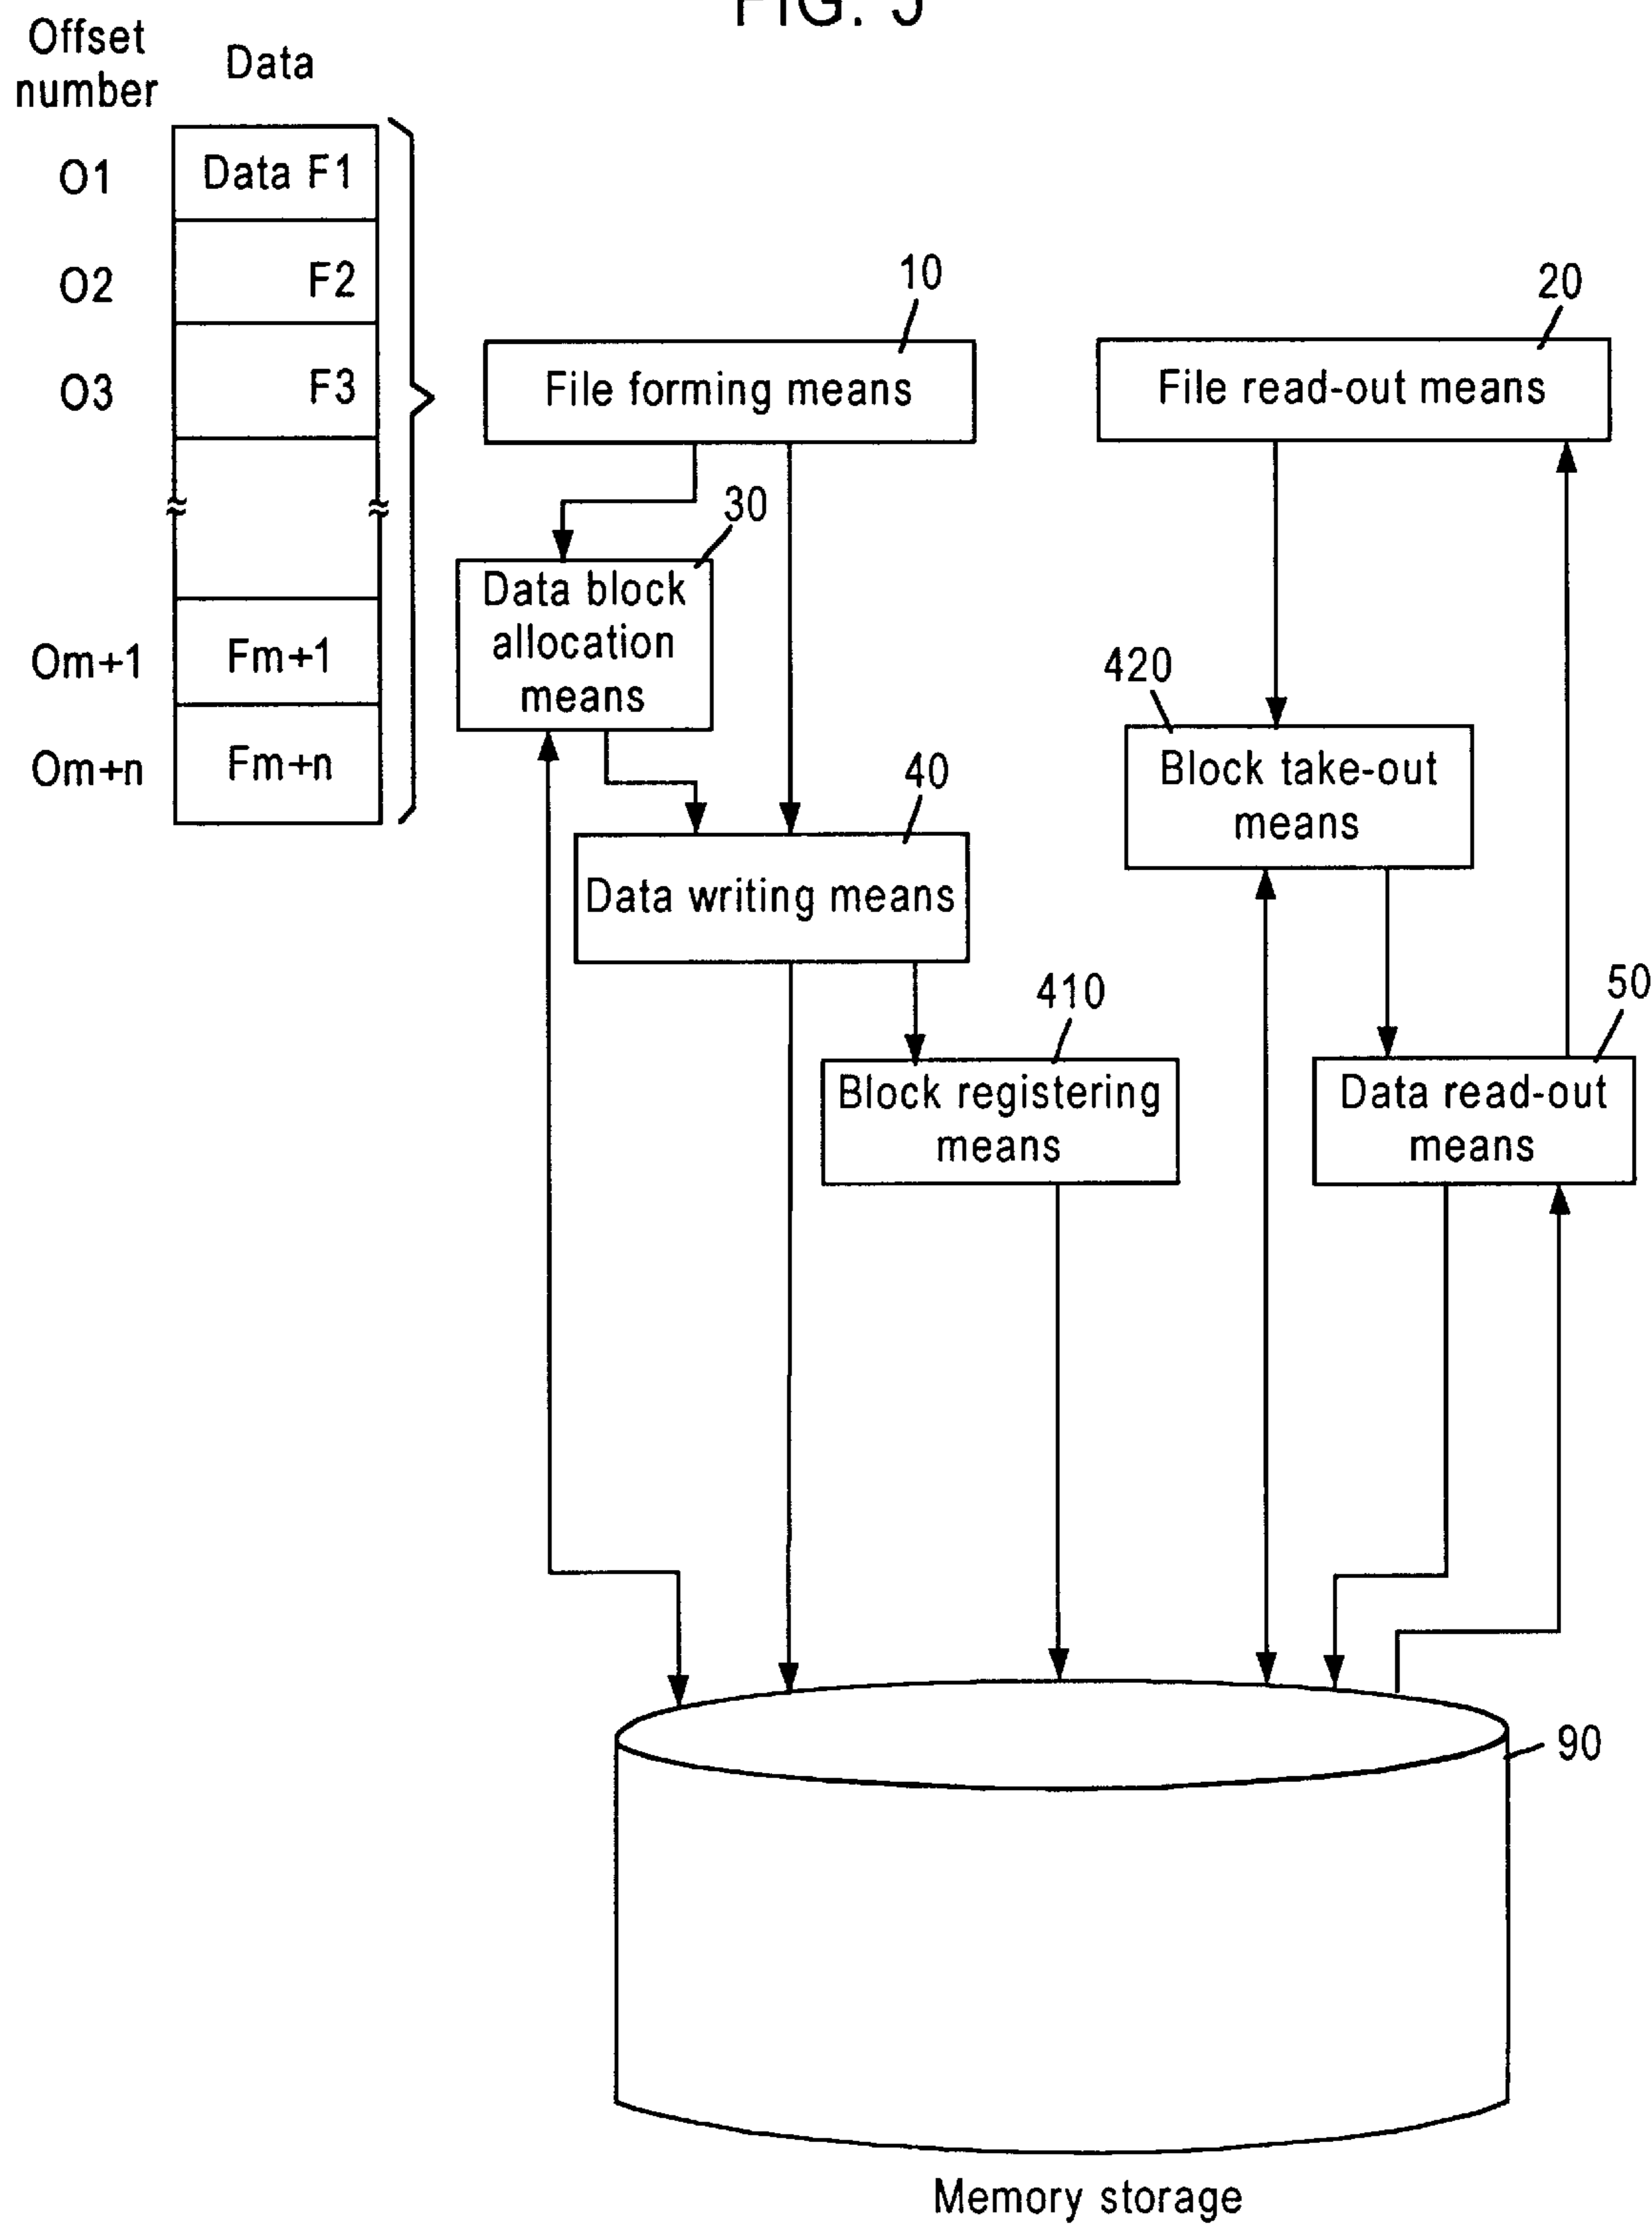 Offset
number
Data
O1
Data F1
O2
F2
O3
F3
Om+1
Fm+1
Om+n
Fm+n
10
File forming means
20
File read-out means
30
Data block
allocation
means
40
Data writing means
420
Block take-out
means
410
Block registering
means
50
Data read-out
means
90
Memory storage